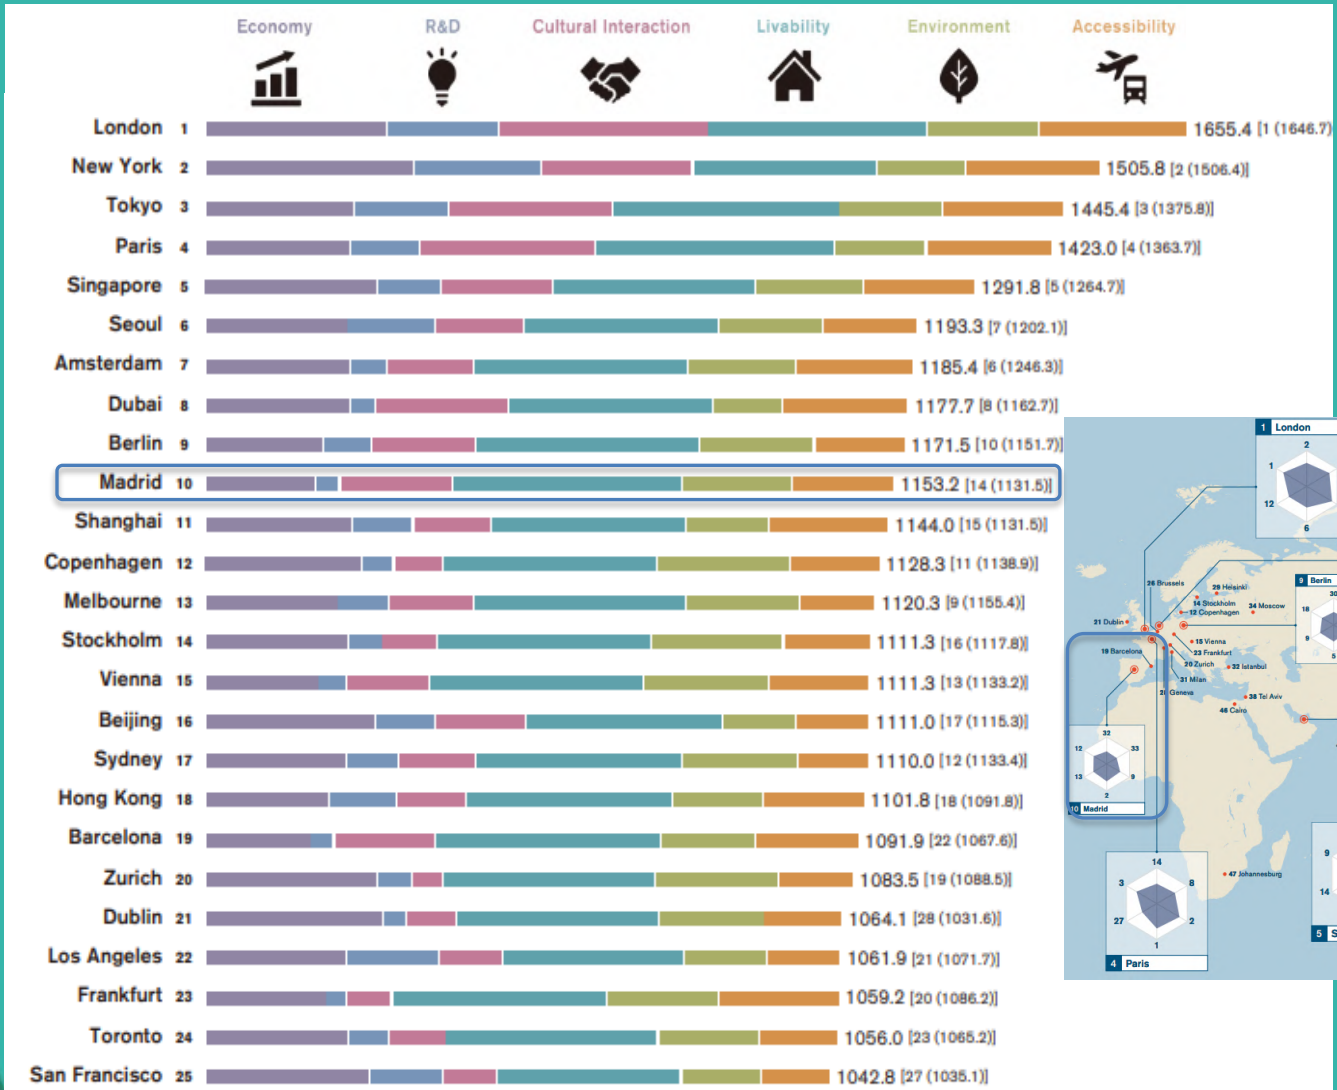 Economy R&D Cultural Interaction Livability Environment Accessibility
London 1 1655.4 [1 (1646.7)
New York 2 1505.8 [2 (1506.4)]
Tokyo 3 1445.4 [3 (1375.8)]
Paris 4 1423.0 [4 (1363.7)]
Singapore 5 1291.8 [5 (1264.7)]
Seoul 6 1193.3 [7 (1202.1)]
Amsterdam 7 1185.4 [6 (1246.3)]
Dubai 8 1177.7 [8 (1162.7)]
Berlin 9 1171.5 [10 (1151.7)]
Madrid 10 1153.2 [14 (1131.5)]
Shanghai 11 1144.0 [15 (1131.5)]
Copenhagen 12 1128.3 [11 (1138.9)]
Melbourne 13 1120.3 [9 (1155.4)]
Stockholm 14 1111.3 [16 (1117.8)]
Vienna 15 1111.3 [13 (1133.2)]
Beijing 16 1111.0 [17 (1115.3)]
Sydney 17 1110.0 [12 (1133.4)]
Hong Kong 18 1101.8 [18 (1091.8)]
Barcelona 19 1091.9 [22 (1067.6)]
Zurich 20 1083.5 [19 (1088.5)]
Dublin 21 1064.1 [28 (1031.6)]
Los Angeles 22 1061.9 [21 (1071.7)]
Frankfurt 23 1059.2 [20 (1086.2)]
Toronto 24 1056.0 [23 (1065.2)]
San Francisco 25 1042.8 [27 (1035.1)]
1 London
2
1
12
6
26 Brussels
29 Helsinki
14 Stockholm
12 Copenhagen
34 Moscow
21 Dublin
15 Vienna
23 Frankfurt
19 Barcelona
20 Zurich
32 Istanbul
31 Milan
Geneva
38 Tel Aviv
46 Cairo
9 Berlin
30
18
9
5
32
12 33
13 9
2
10 Madrid
14
3 8
27 2
1
4 Paris
47 Johannesburg
9
14
5 S